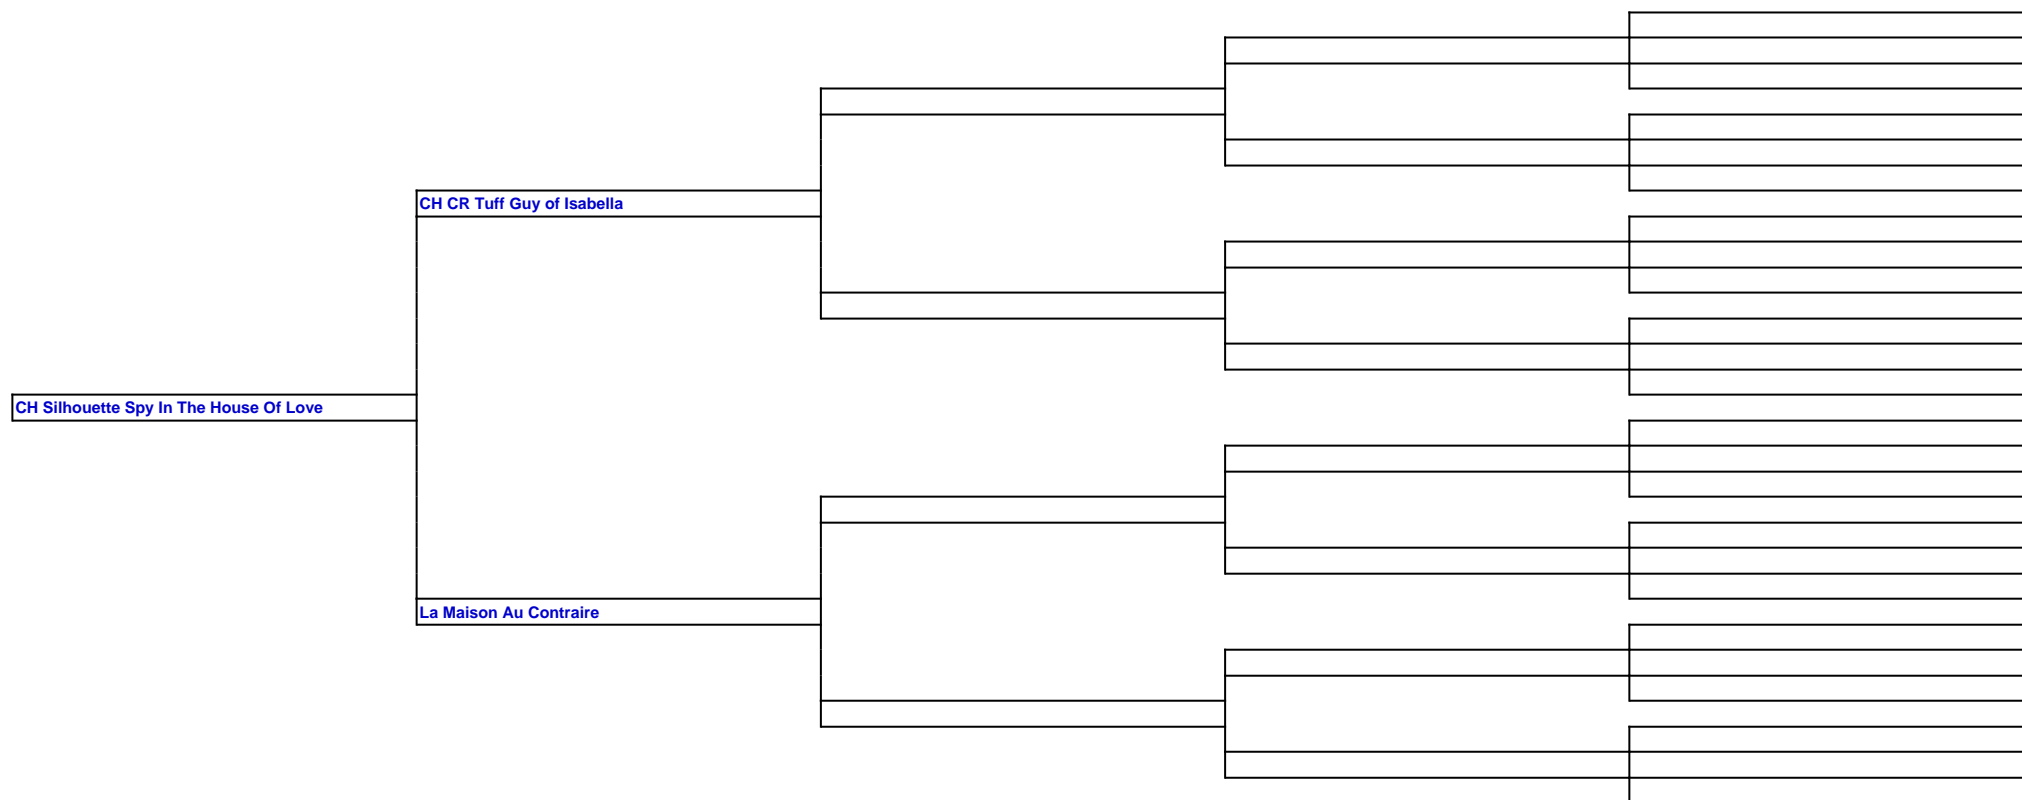 CH CR Tuff Guy of Isabella
CH Silhouette Spy In The House Of Love
La Maison Au Contraire